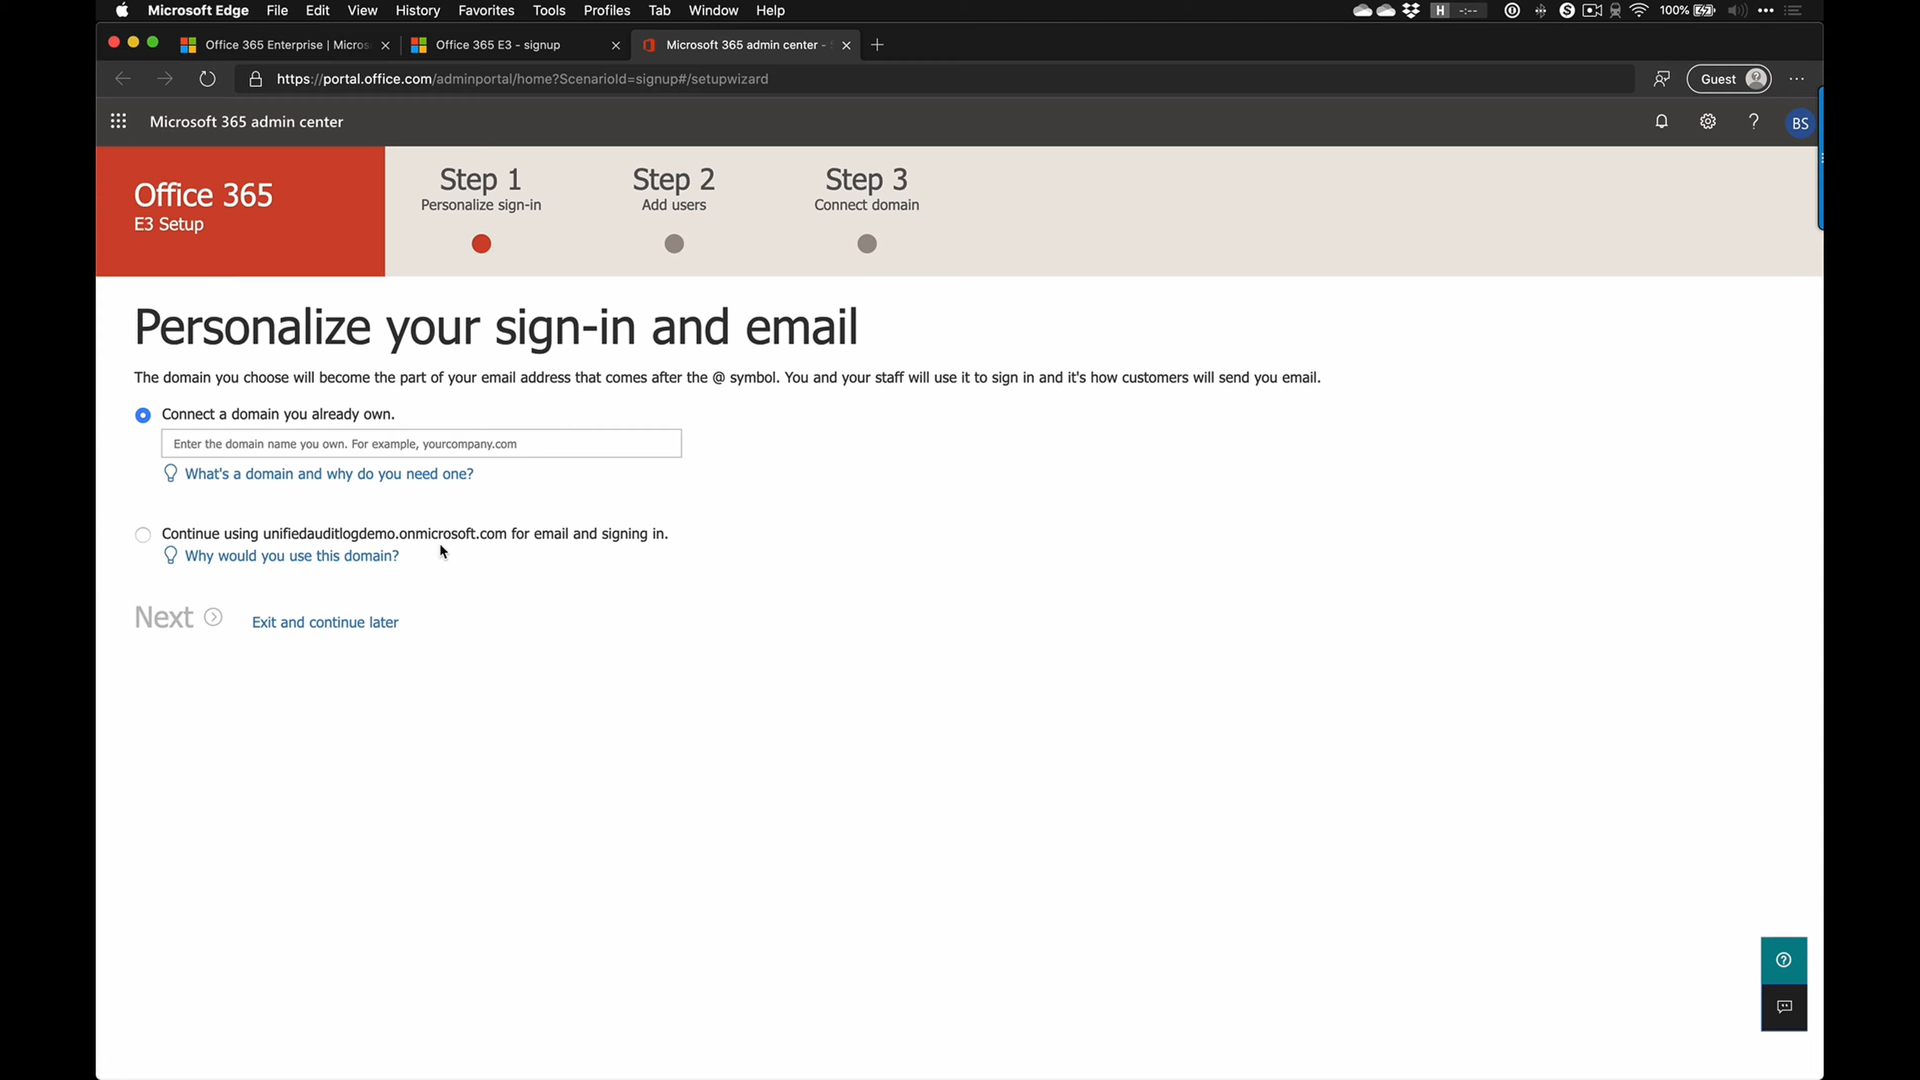 Microsoft Edge File Edit View History Favorites Tools Profiles Tab Window Help
H -:-- 100%
Office 365 Enterprise | Micros
Office 365 E3 - signup
Microsoft 365 admin center -
https://portal.office.com/adminportal/home?ScenarioId=signup#/setupwizard
Guest
Microsoft 365 admin center
BS
Office 365
E3 Setup
Step 1
Personalize sign-in
Step 2
Add users
Step 3
Connect domain
Personalize your sign-in and email
The domain you choose will become the part of your email address that comes after the @ symbol. You and your staff will use it to sign in and it's how customers will send you email.
Connect a domain you already own.
Enter the domain name you own. For example, yourcompany.com
What's a domain and why do you need one?
Continue using unifiedauditlogdemo.onmicrosoft.com for email and signing in.
Why would you use this domain?
Next
Exit and continue later